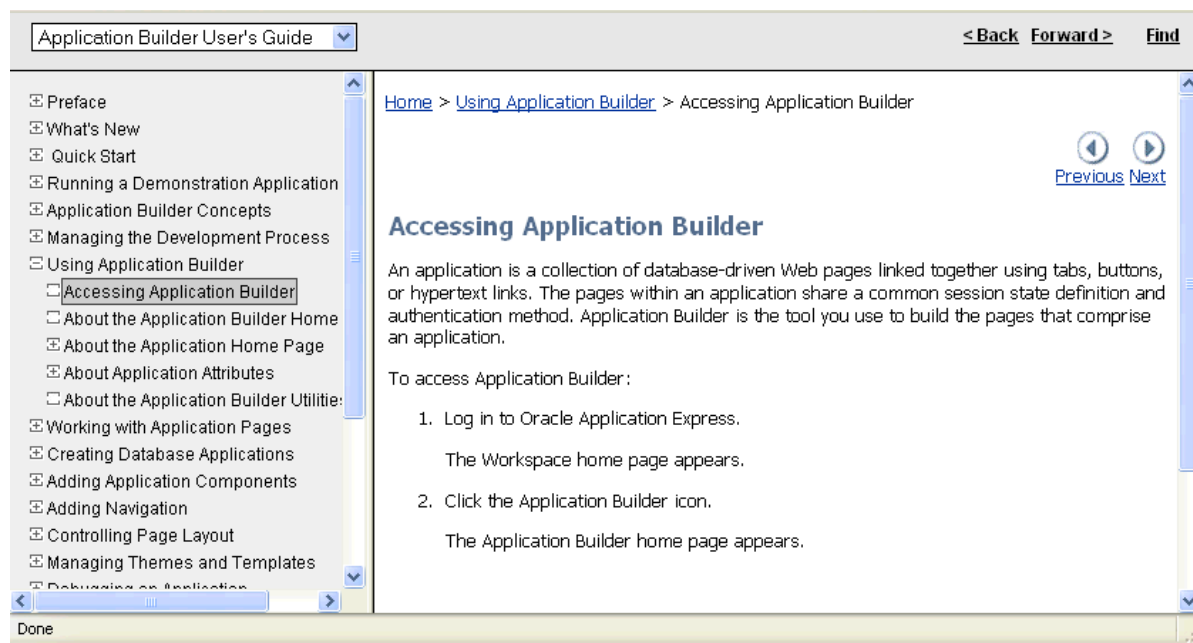 Application Builder User's Guide
< Back Forward > Find
Preface
What's New
Quick Start
Running a Demonstration Application
Application Builder Concepts
Managing the Development Process
Using Application Builder
Accessing Application Builder
About the Application Builder Home
About the Application Home Page
About Application Attributes
About the Application Builder Utilities
Working with Application Pages
Creating Database Applications
Adding Application Components
Adding Navigation
Controlling Page Layout
Managing Themes and Templates
Debugging an Application
Home > Using Application Builder > Accessing Application Builder
Previous Next
Accessing Application Builder
An application is a collection of database-driven Web pages linked together using tabs, buttons,
or hypertext links. The pages within an application share a common session state definition and
authentication method. Application Builder is the tool you use to build the pages that comprise
an application.
To access Application Builder:
1. Log in to Oracle Application Express.
The Workspace home page appears.
2. Click the Application Builder icon.
The Application Builder home page appears.
Done